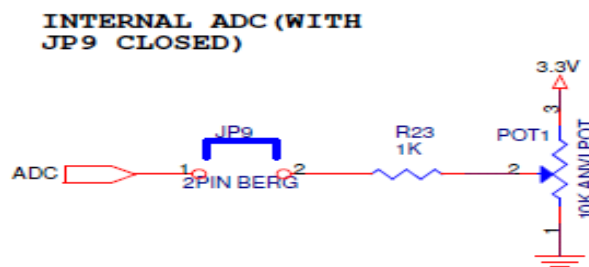 INTERNAL ADC(WITH
JP9 CLOSED)
3.3V
3
JP9
R23
1K
POT1
10K ANVI POT
ADC
1
2
2PIN BERG
2
1